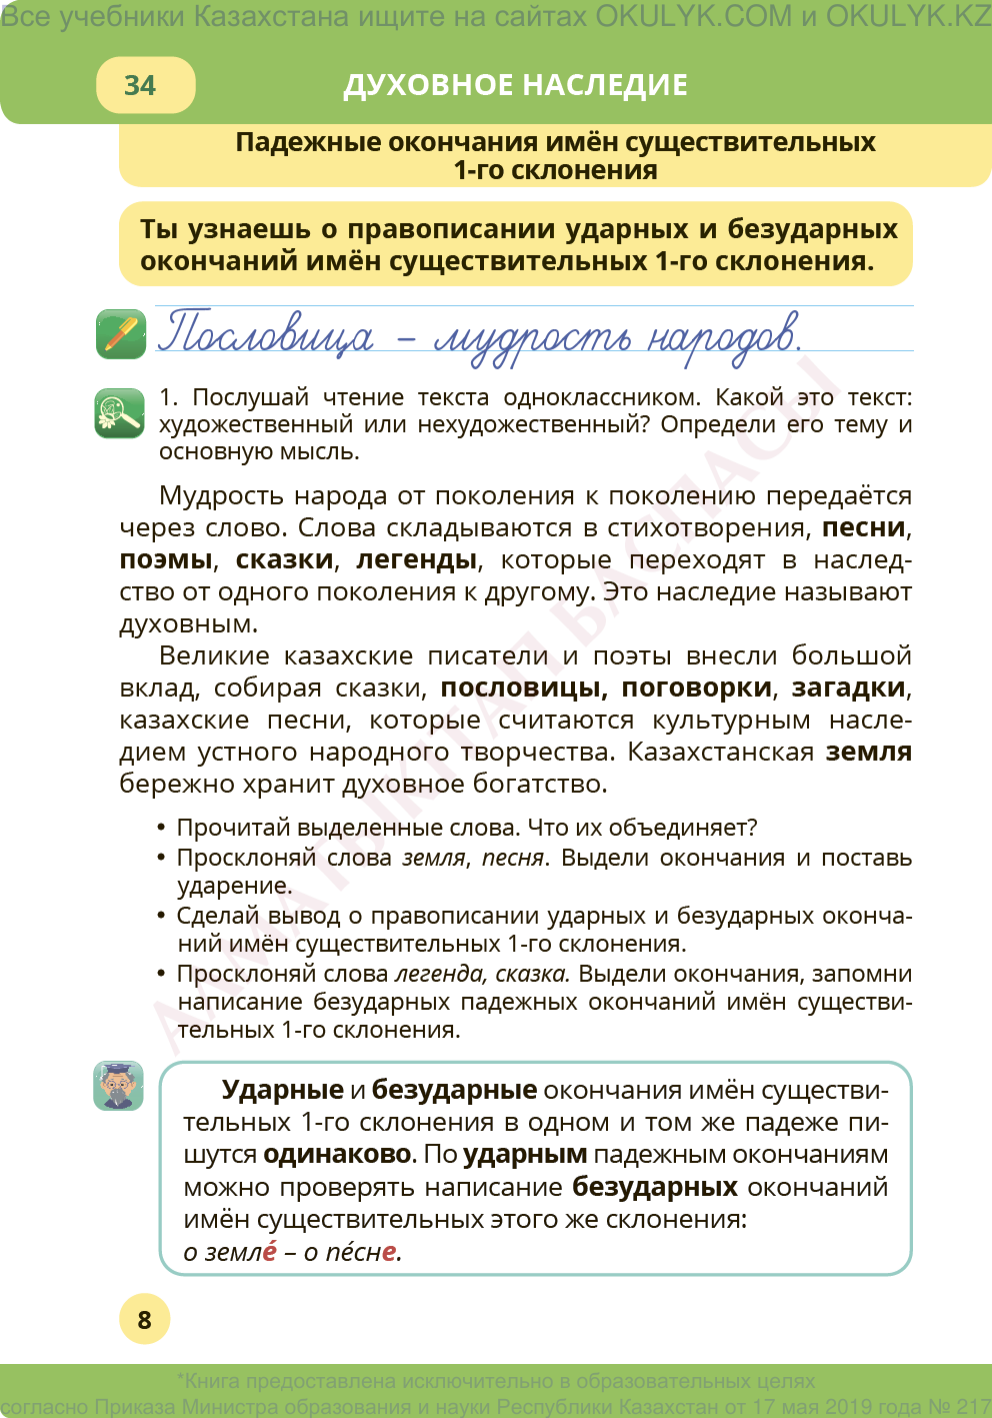 Все учебники Казахстана ищите на сайтах OKULYK.COM и OKULYK.KZ
34
ДУХОВНОЕ НАСЛЕДИЕ
Падежные окончания имён существительных
1-го склонения
Ты узнаешь о правописании ударных и безударных
окончаний имён существительных 1-го склонения.
Пословица – мудрость народов.
1. Послушай чтение текста одноклассником. Какой это текст:
художественный или нехудожественный? Определи его тему и
основную мысль.
Мудрость народа от поколения к поколению передаётся
через слово. Слова складываются в стихотворения, песни,
поэмы, сказки, легенды, которые переходят в наслед-
ство от одного поколения к другому. Это наследие называют
духовным.
Великие казахские писатели и поэты внесли большой
вклад, собирая сказки, пословицы, поговорки, загадки,
казахские песни, которые считаются культурным насле-
дием устного народного творчества. Казахстанская земля
бережно хранит духовное богатство.
• Прочитай выделенные слова. Что их объединяет?
• Просклоняй слова земля, песня. Выдели окончания и поставь
ударение.
• Сделай вывод о правописании ударных и безударных оконча-
ний имён существительных 1-го склонения.
• Просклоняй слова легенда, сказка. Выдели окончания, запомни
написание безударных падежных окончаний имён существи-
тельных 1-го склонения.
Ударные и безударные окончания имён существи-
тельных 1-го склонения в одном и том же падеже пи-
шутся одинаково. По ударным падежным окончаниям
можно проверять написание безударных окончаний
имён существительных этого же склонения:
о земле́ – о пе́сне.
8
АЛМАТЫКІТАП БАСПАСЫ
*Книга предоставлена исключительно в образовательных целях
согласно Приказа Министра образования и науки Республики Казахстан от 17 мая 2019 года № 217